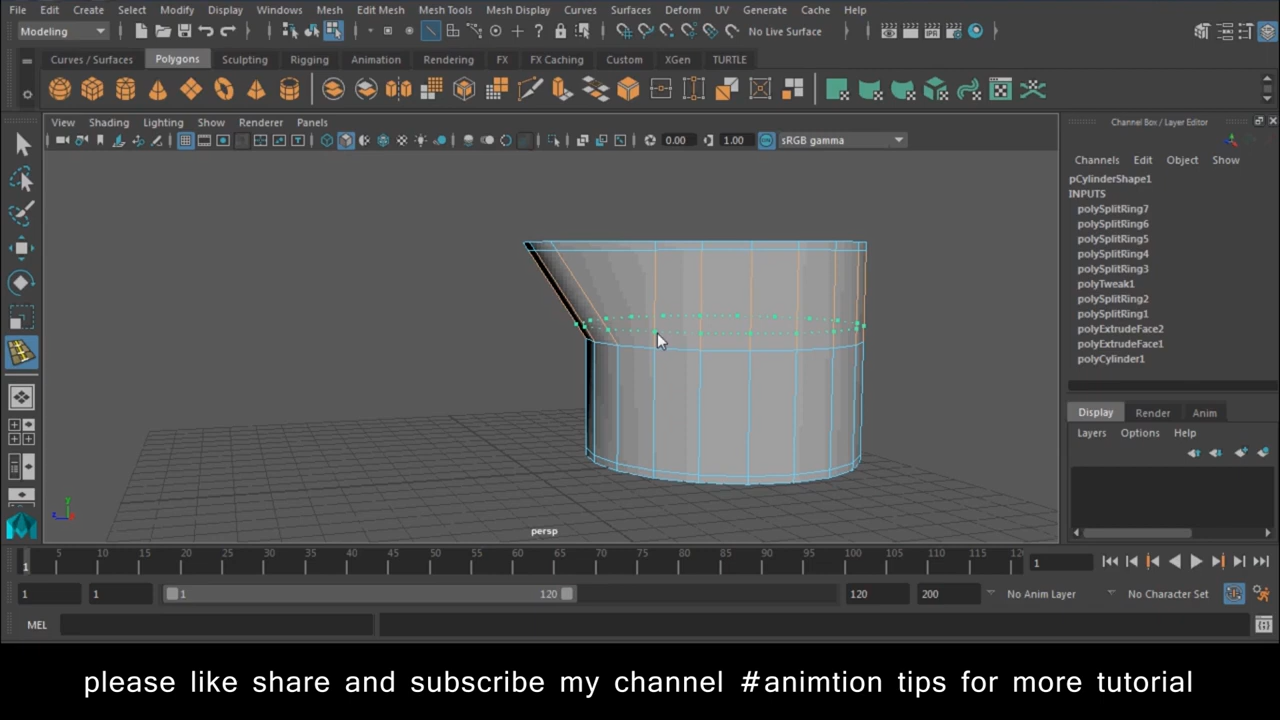 File Edit Create Select Modify Display Windows Mesh Edit Mesh Mesh Tools Mesh Display Curves Surfaces Deform UV Generate Cache Help
Modeling No Live Surface
Curves / Surfaces Polygons Sculpting Rigging Animation Rendering FX FX Caching Custom XGen TURTLE
View Shading Lighting Show Renderer Panels
0.00 1.00 sRGB gamma
Channel Box / Layer Editor
Channels Edit Object Show
pCylinderShape1
INPUTS
polySplitRing7
polySplitRing6
polySplitRing5
polySplitRing4
polySplitRing3
polyTweak1
polySplitRing2
polySplitRing1
polyExtrudeFace2
polyExtrudeFace1
polyCylinder1
Display Render Anim
Layers Options Help
y
z x
persp
5 10 15 20 25 30 35 40 45 50 55 60 65 70 75 80 85 90 95 100 105 110 115 12
1 1
1 1 1 120 120 200 No Anim Layer No Character Set
MEL
please like share and subscribe my channel #animtion tips for more tutorial